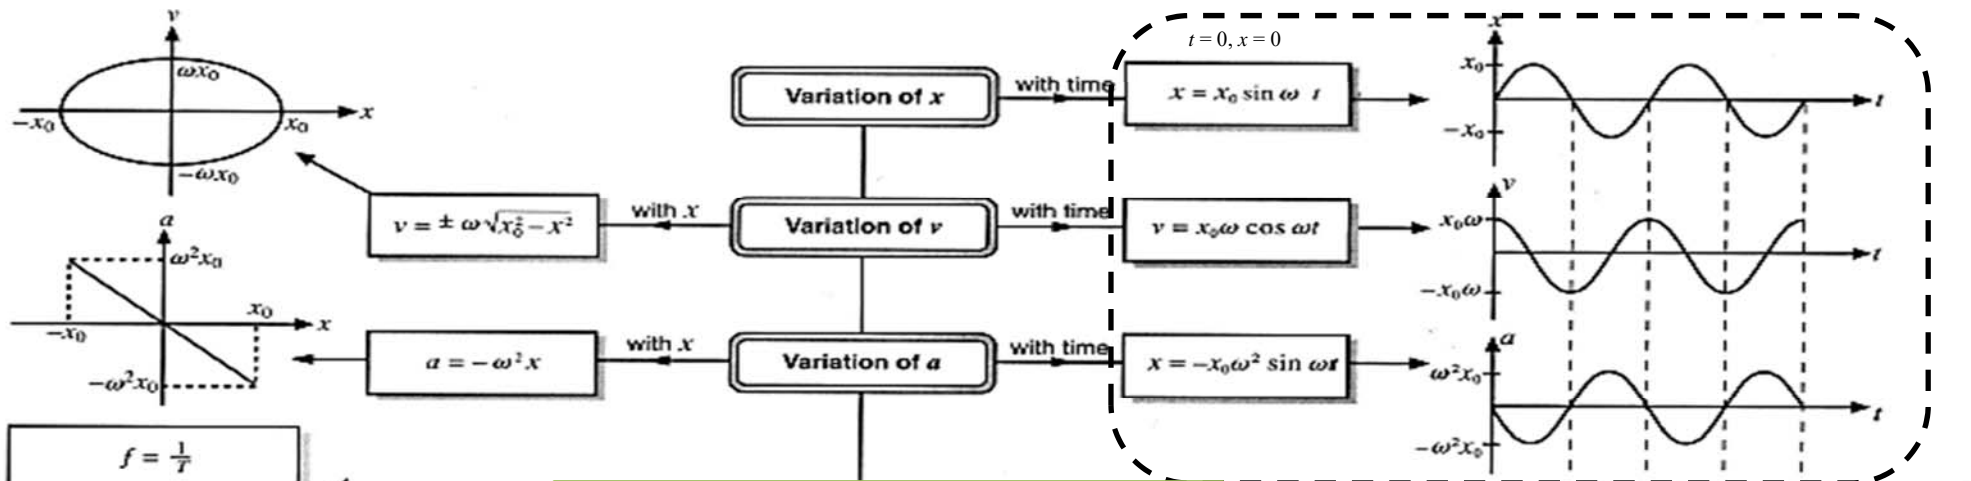 v
ωx₀
−x₀
x₀
x
−ωx₀
a
ω²x₀
x₀
x
−x₀
−ω²x₀
f = 1/T
v = ± ω√x₀² − x²
with x
a = − ω² x
with x
Variation of x
with time
Variation of v
with time
Variation of a
with time
t = 0, x = 0
x = x₀ sin ω t
v = x₀ω cos ωt
x = −x₀ω² sin ωt
x
x₀
t
−x₀
v
x₀ω
t
−x₀ω
a
ω²x₀
t
−ω²x₀